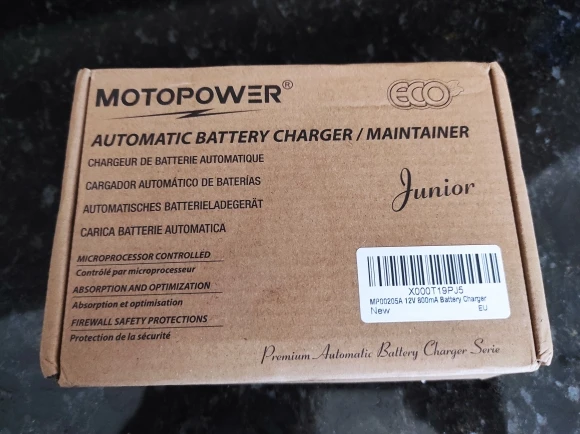 MOTOPOWER®
ECO
AUTOMATIC BATTERY CHARGER / MAINTAINER
CHARGEUR DE BATTERIE AUTOMATIQUE
CARGADOR AUTOMÁTICO DE BATERÍAS
AUTOMATISCHES BATTERIELADEGERÄT
CARICA BATTERIE AUTOMATICA
Junior
MICROPROCESSOR CONTROLLED
Contrôlé par microprocesseur
ABSORPTION AND OPTIMIZATION
Absorption et optimisation
FIREWALL SAFETY PROTECTIONS
Protection de la sécurité
X000T19PJ5
MP00205A 12V 800mA Battery Charger
New EU
Premium Automatic Battery Charger Serie